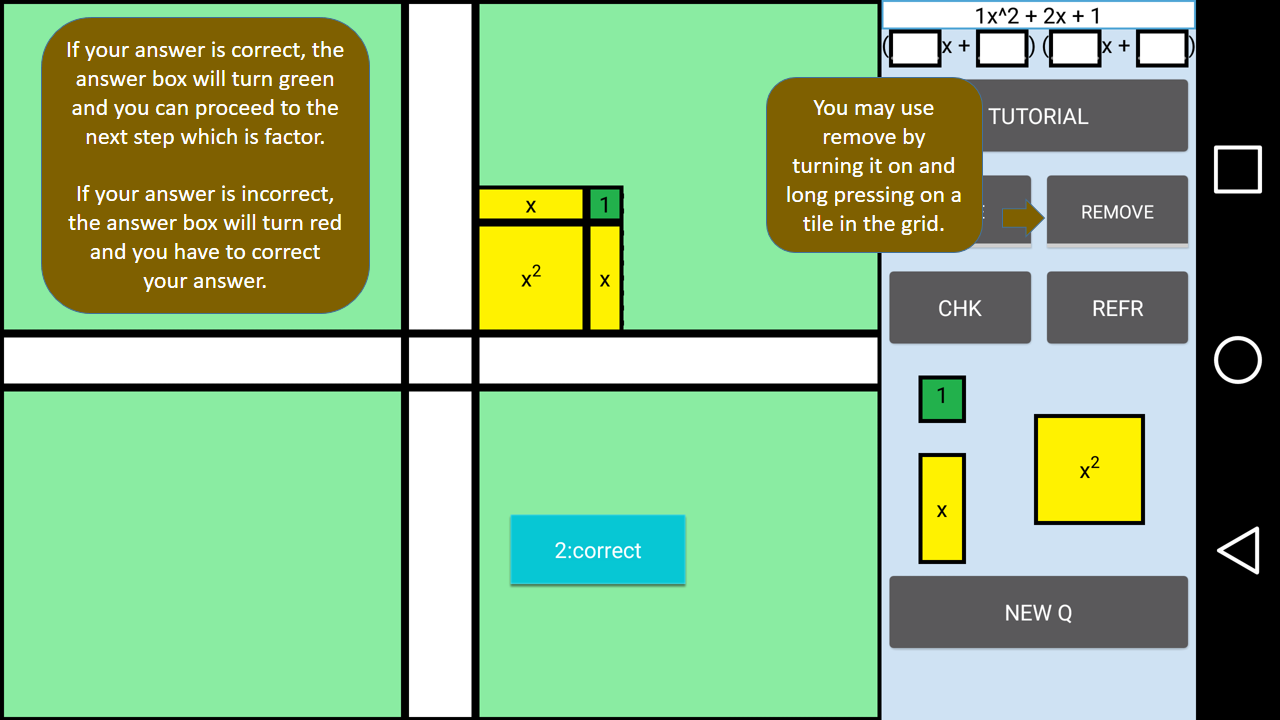 If your answer is correct, the
answer box will turn green
and you can proceed to the
next step which is factor.
If your answer is incorrect,
the answer box will turn red
and you have to correct
your answer.
x
1
x²
x
2:correct
1x^2 + 2x + 1
( x + ) ( x + )
TUTORIAL
You may use
remove by
turning it on and
long pressing on a
tile in the grid.
REMOVE
CHK
REFR
1
x
x²
NEW Q